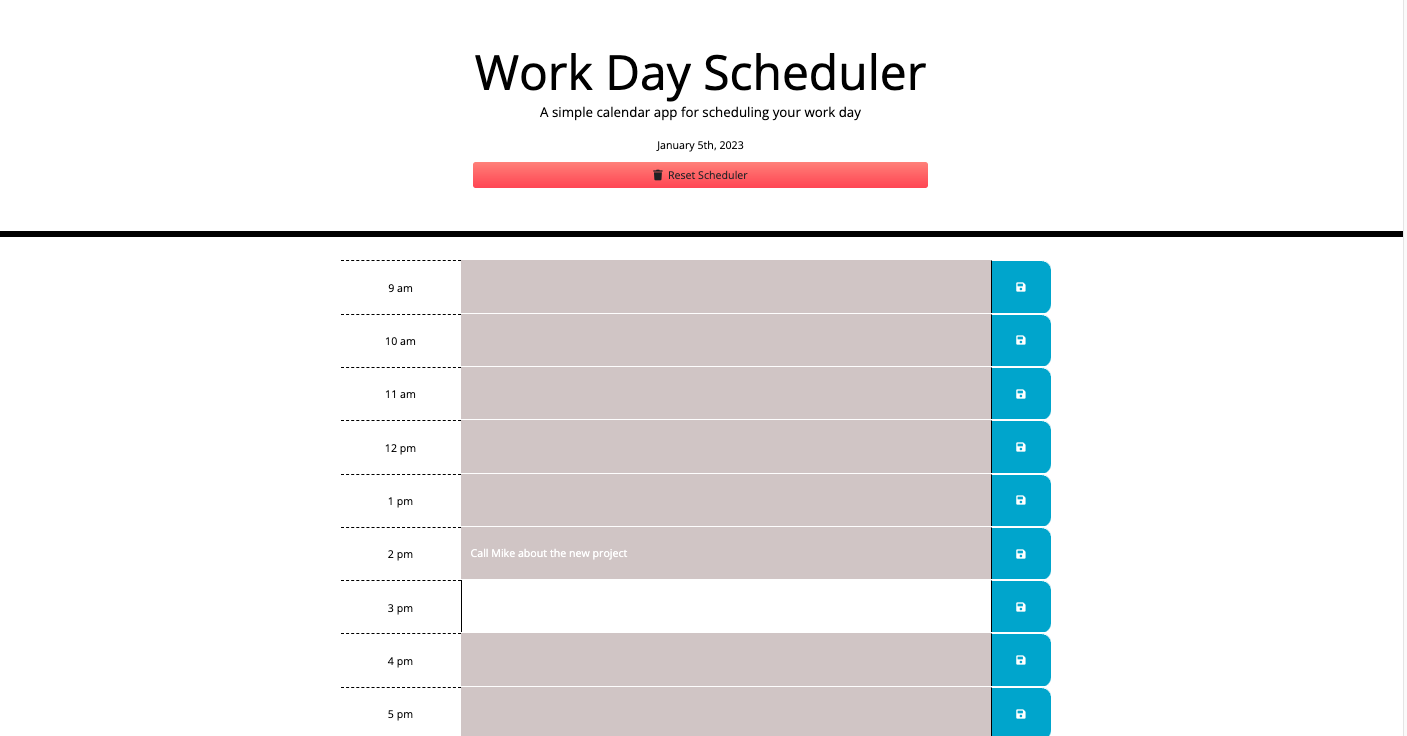 Work Day Scheduler
A simple calendar app for scheduling your work day
January 5th, 2023
Reset Scheduler
9 am
10 am
11 am
12 pm
1 pm
2 pm Call Mike about the new project
3 pm
4 pm
5 pm